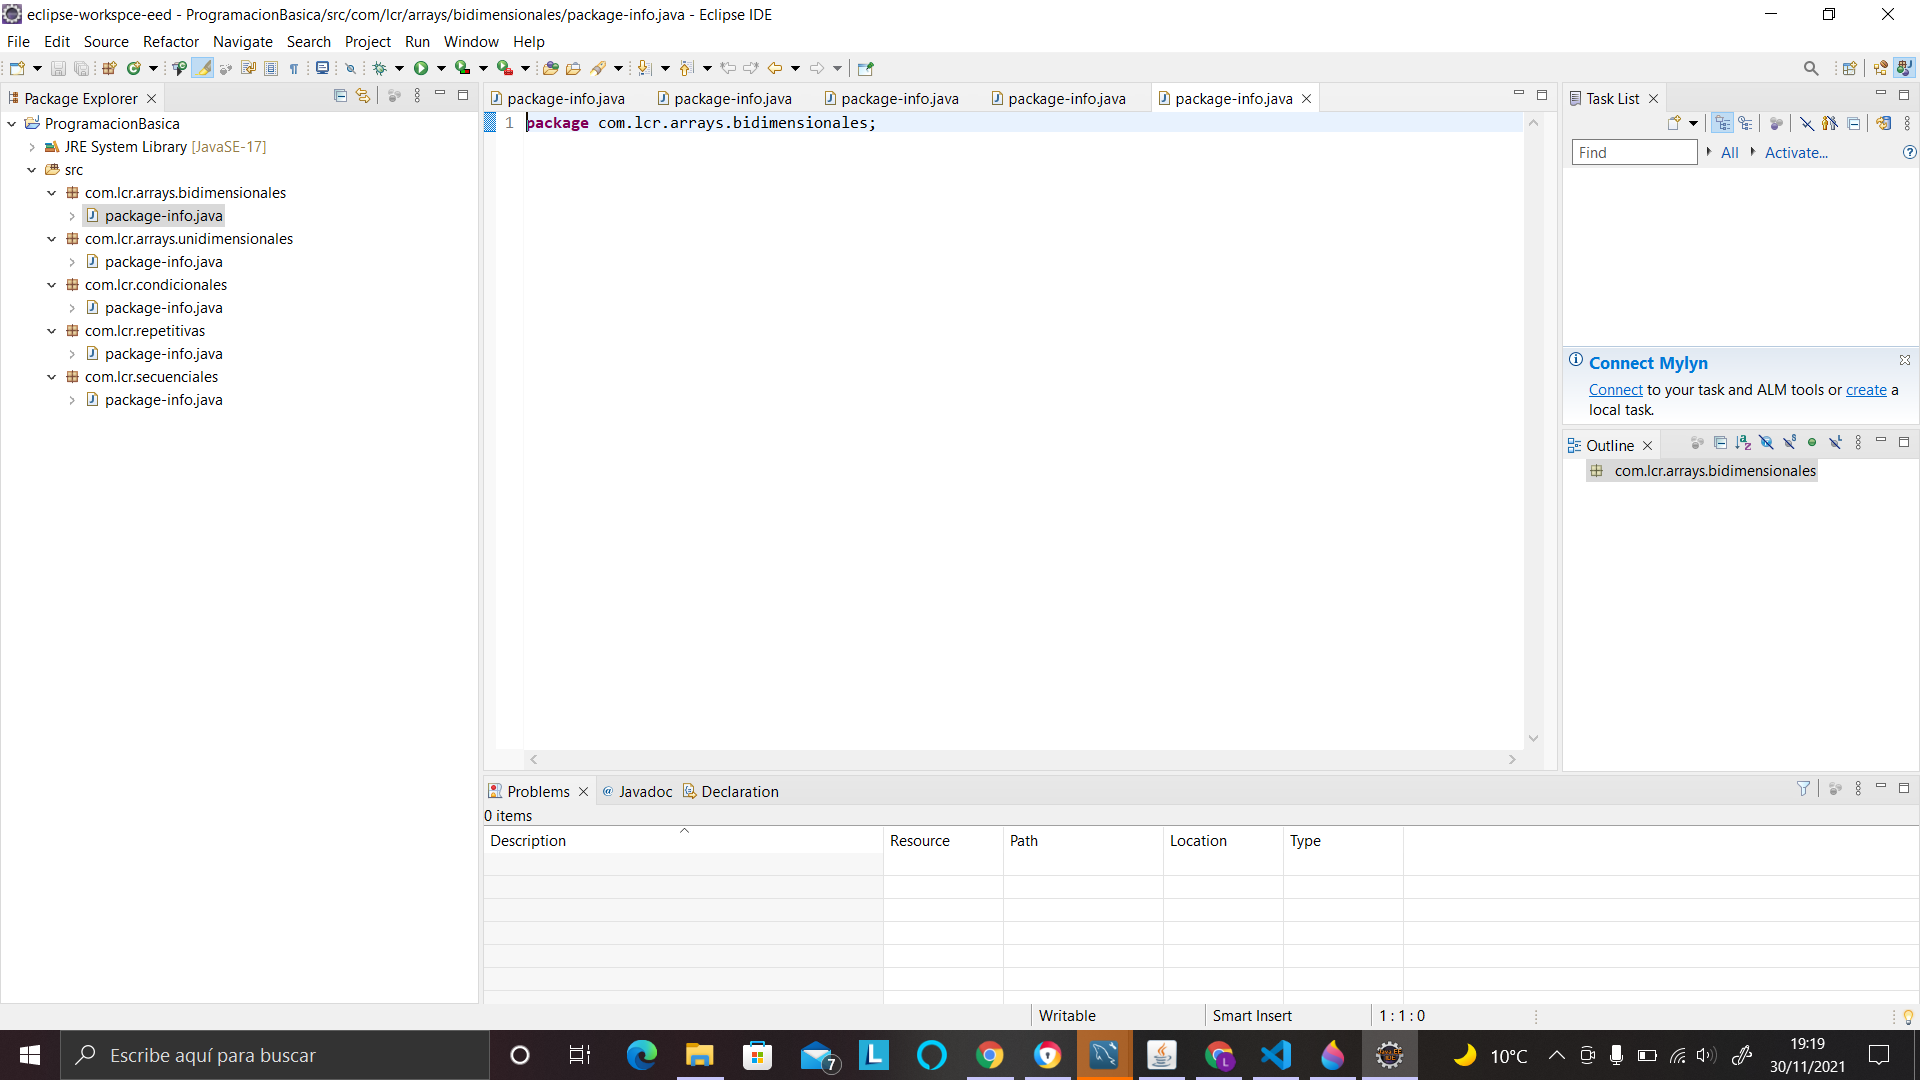 eclipse-workspce-eed - ProgramacionBasica/src/com/lcr/arrays/bidimensionales/package-info.java - Eclipse IDE
File Edit Source Refactor Navigate Search Project Run Window Help
Package Explorer
ProgramacionBasica
JRE System Library [JavaSE-17]
src
com.lcr.arrays.bidimensionales
package-info.java
com.lcr.arrays.unidimensionales
package-info.java
com.lcr.condicionales
package-info.java
com.lcr.repetitivas
package-info.java
com.lcr.secuenciales
package-info.java
package-info.java package-info.java package-info.java package-info.java package-info.java
1 package com.lcr.arrays.bidimensionales;
Task List
Find All Activate...
Connect Mylyn
Connect to your task and ALM tools or create a
local task.
Outline
com.lcr.arrays.bidimensionales
Problems @ Javadoc Declaration
0 items
Description Resource Path Location Type
Writable Smart Insert 1 : 1 : 0
Escribe aquí para buscar
7
L
L
10°C
19:19
30/11/2021